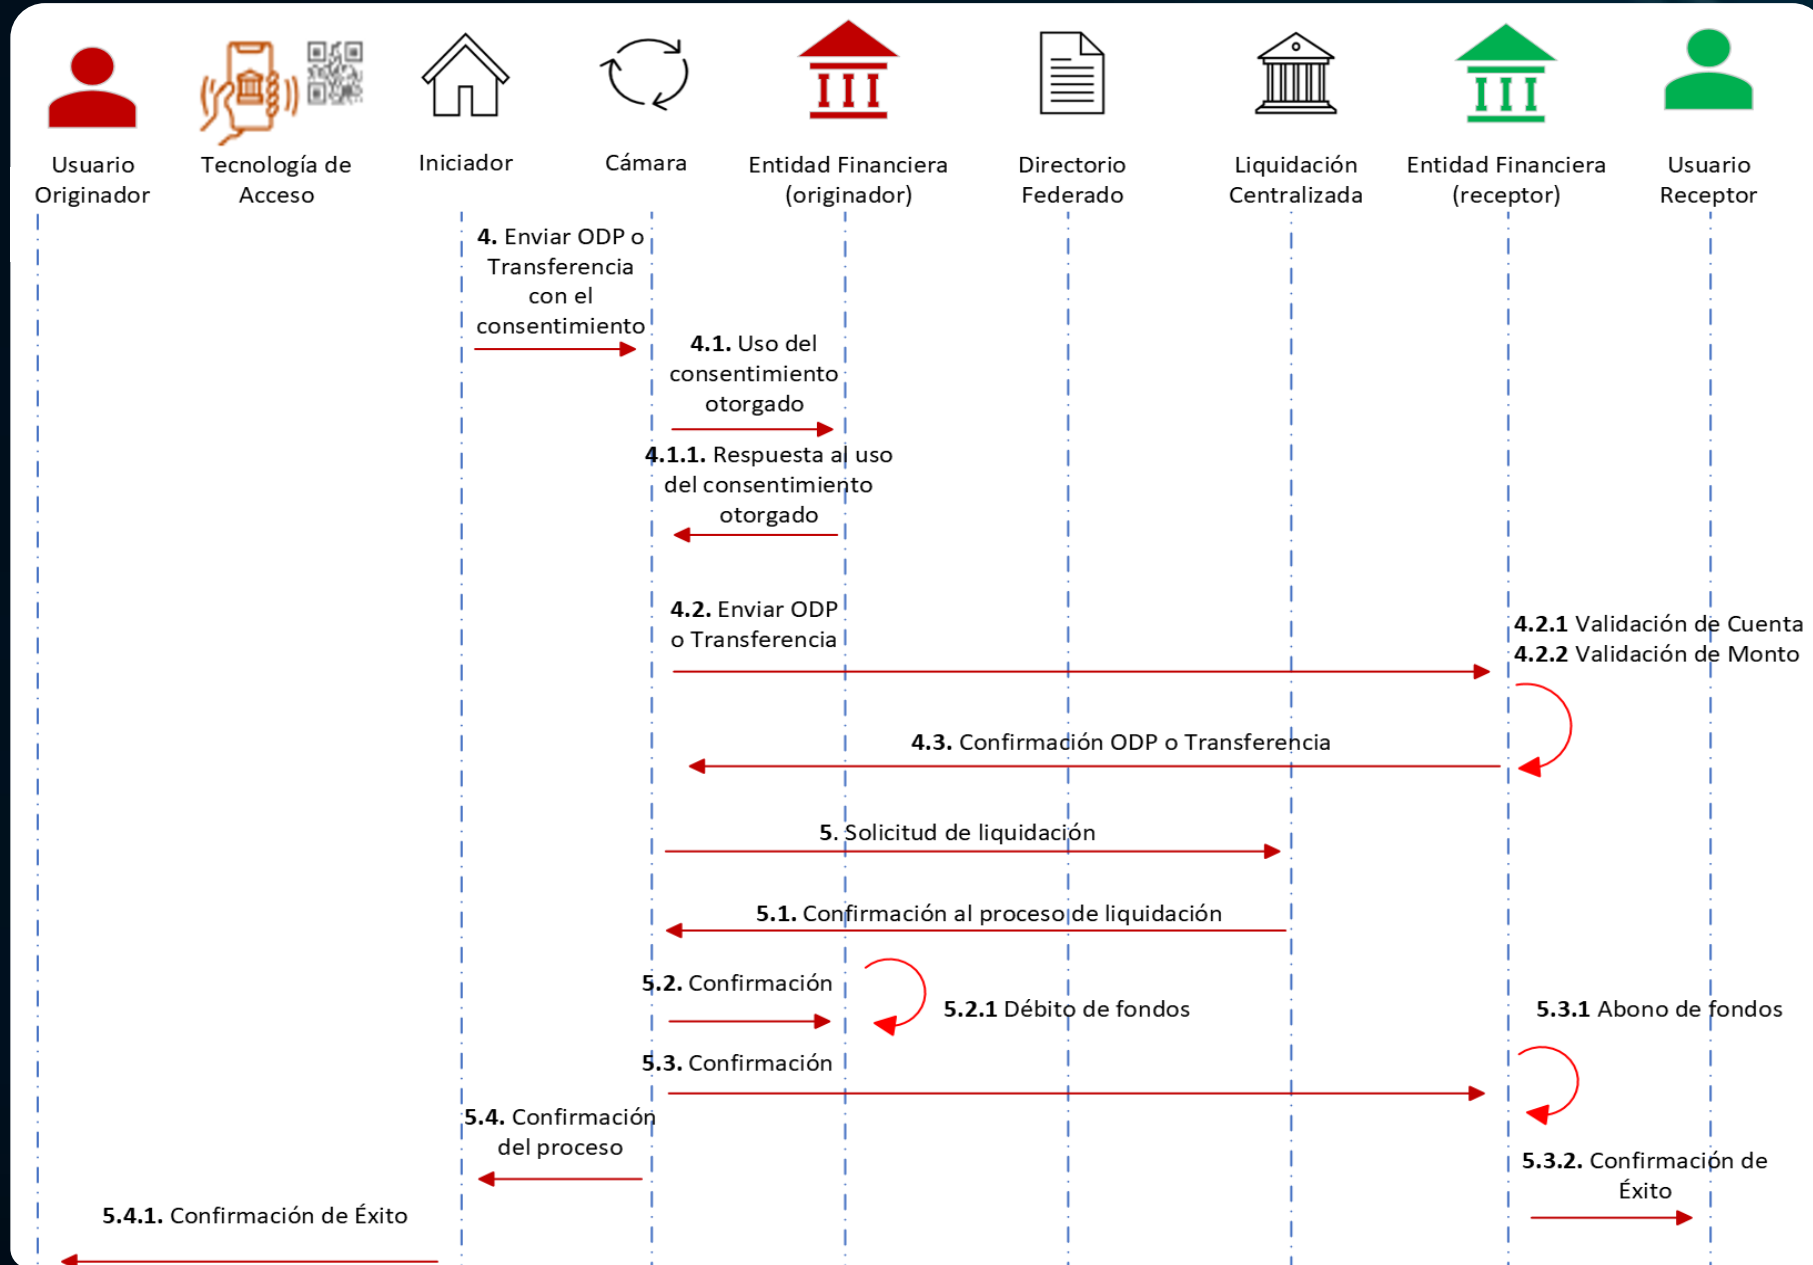 Usuario
Originador
Tecnología de
Acceso
Iniciador
Cámara
Entidad Financiera
(originador)
Directorio
Federado
Liquidación
Centralizada
Entidad Financiera
(receptor)
Usuario
Receptor
4. Enviar ODP o
Transferencia
con el
consentimiento
4.1. Uso del
consentimiento
otorgado
4.1.1. Respuesta al uso
del consentimiento
otorgado
4.2. Enviar ODP
o Transferencia
4.2.1 Validación de Cuenta
4.2.2 Validación de Monto
4.3. Confirmación ODP o Transferencia
5. Solicitud de liquidación
5.1. Confirmación al proceso de liquidación
5.2. Confirmación
5.2.1 Débito de fondos
5.3.1 Abono de fondos
5.3. Confirmación
5.4. Confirmación
del proceso
5.3.2. Confirmación de
Éxito
5.4.1. Confirmación de Éxito